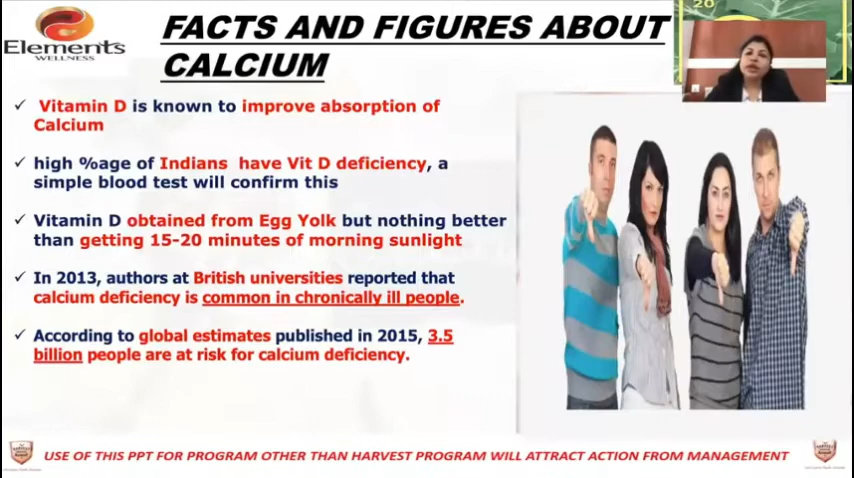 Elements
WELLNESS
FACTS AND FIGURES ABOUT
CALCIUM
20
✓ Vitamin D is known to improve absorption of
Calcium
✓ high %age of Indians have Vit D deficiency, a
simple blood test will confirm this
✓ Vitamin D obtained from Egg Yolk but nothing better
than getting 15-20 minutes of morning sunlight
✓ In 2013, authors at British universities reported that
calcium deficiency is common in chronically ill people.
✓ According to global estimates published in 2015, 3.5
billion people are at risk for calcium deficiency.
USE OF THIS PPT FOR PROGRAM OTHER THAN HARVEST PROGRAM WILL ATTRACT ACTION FROM MANAGEMENT